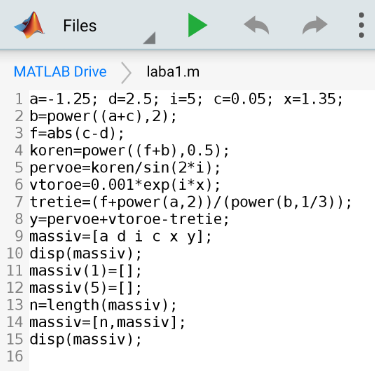 Files
MATLAB Drive laba1.m
1 a=-1.25; d=2.5; i=5; c=0.05; x=1.35;
2 b=power((a+c),2);
3 f=abs(c-d);
4 koren=power((f+b),0.5);
5 pervoe=koren/sin(2*i);
6 vtoroe=0.001*exp(i*x);
7 tretie=(f+power(a,2))/(power(b,1/3));
8 y=pervoe+vtoroe-tretie;
9 massiv=[a d i c x y];
10 disp(massiv);
11 massiv(1)=[];
12 massiv(5)=[];
13 n=length(massiv);
14 massiv=[n,massiv];
15 disp(massiv);
16